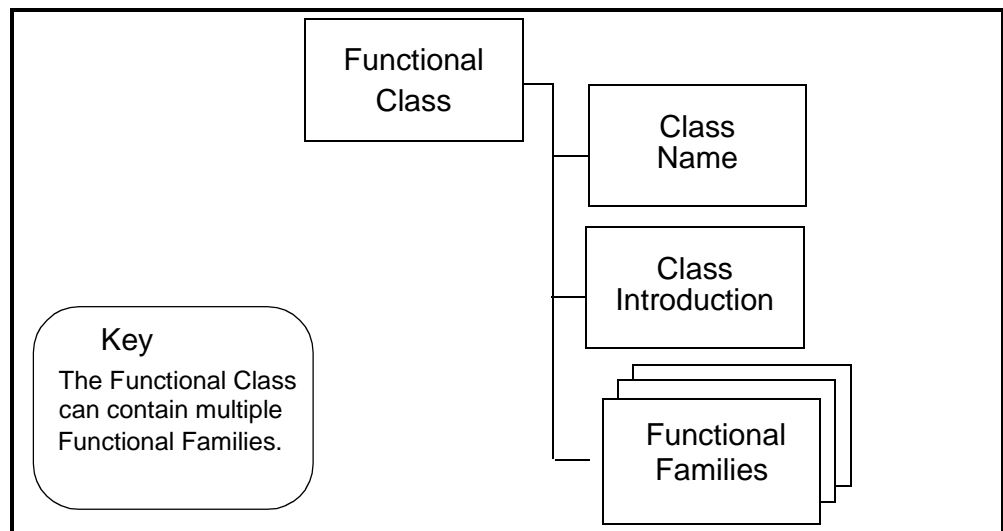 Functional
Class
Class
Name
Class
Introduction
Key
The Functional Class
can contain multiple
Functional Families.
Functional
Families